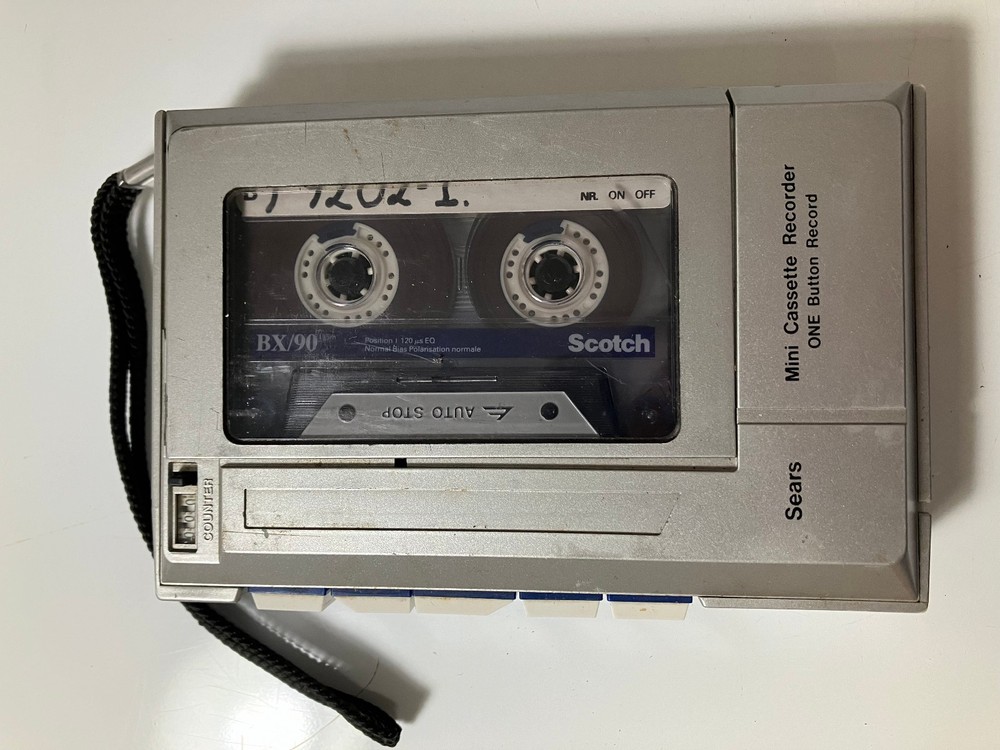 7202-I.
NR. ON OFF
BX/90
Position I 120 µs EQ
Normal Bias Polarisation normale
Scotch
AUTO STOP
COUNTER
Mini Cassette Recorder
ONE Button Record
Sears